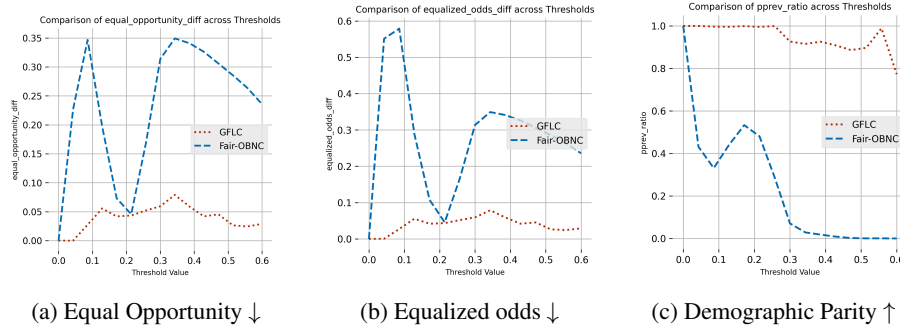 Comparison of equal_opportunity_diff across Thresholds
equal_opportunity_diff
0.35
0.30
0.25
0.20
0.15
0.10
0.05
0.00
GFLC
Fair-OBNC
0.0 0.1 0.2 0.3 0.4 0.5 0.6
Threshold Value
(a) Equal Opportunity ↓
Comparison of equalized_odds_diff across Thresholds
equalized_odds_diff
0.6
0.5
0.4
0.3
0.2
0.1
0.0
GFLC
Fair-OBNC
0.0 0.1 0.2 0.3 0.4 0.5 0.6
Threshold Value
(b) Equalized odds ↓
Comparison of pprev_ratio across Thresholds
pprev_ratio
1.0
0.8
0.6
0.4
0.2
0.0
GFLC
Fair-OBNC
0.0 0.1 0.2 0.3 0.4 0.5 0.6
Threshold Value
(c) Demographic Parity ↑